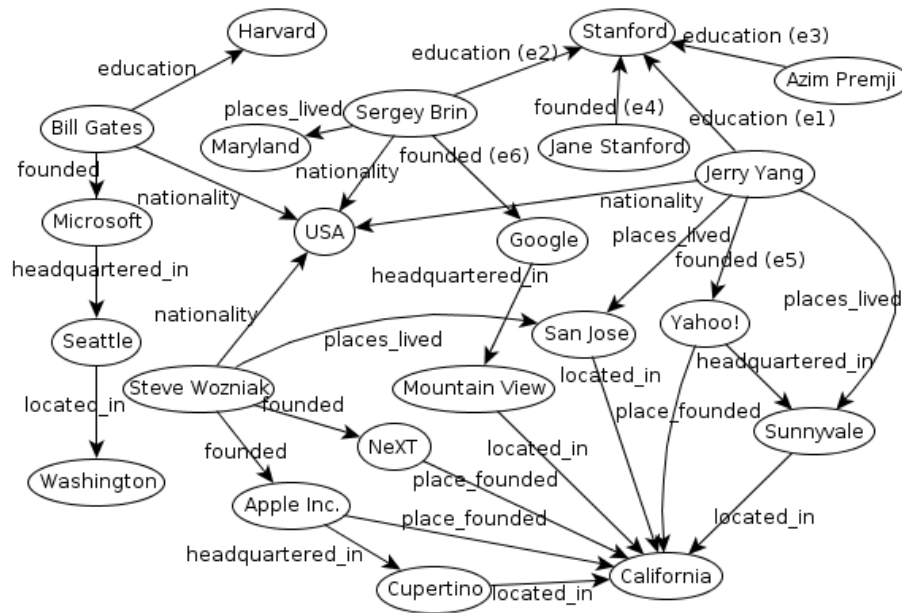 Harvard
Stanford
education (e3)
education (e2)
education
Azim Premji
places_lived
Sergey Brin
founded (e4)
education (e1)
Bill Gates
Maryland
Jane Stanford
founded
nationality
founded (e6)
Jerry Yang
nationality
nationality
Microsoft
USA
Google
places_lived
founded (e5)
headquartered_in
headquartered_in
places_lived
nationality
San Jose
Yahoo!
Seattle
places_lived
located_in
headquartered_in
Steve Wozniak
Mountain View
located_in
founded
place_founded
Sunnyvale
founded
NeXT
located_in
Washington
place_founded
Apple Inc.
place_founded
located_in
headquartered_in
Cupertino
located_in
California